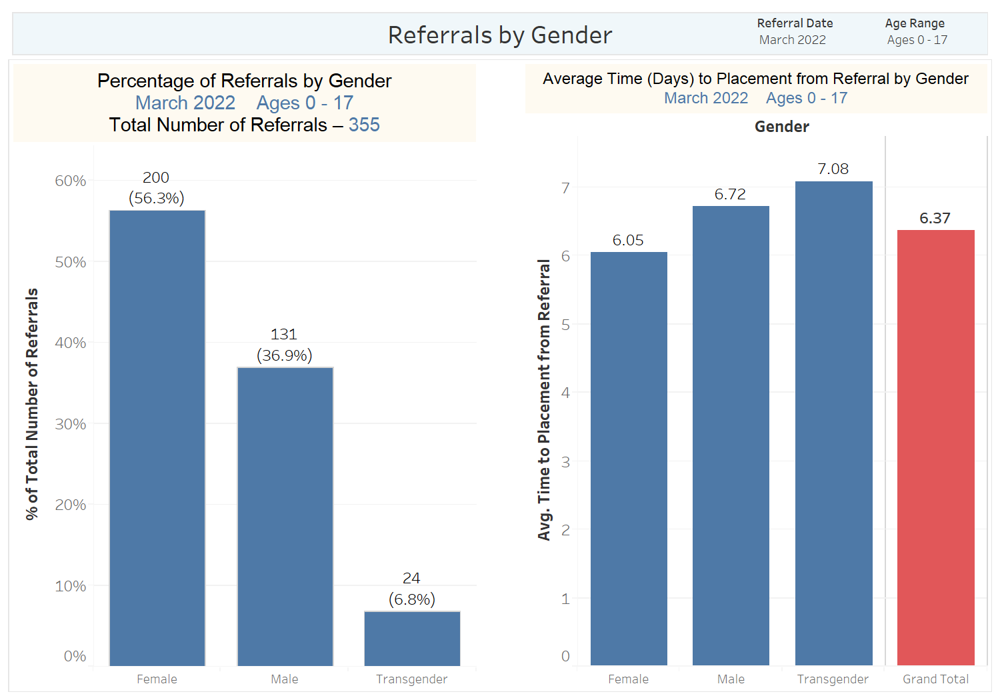 Referrals by Gender
Referral Date
March 2022
Age Range
Ages 0 - 17
Percentage of Referrals by Gender
March 2022 Ages 0 - 17
Total Number of Referrals – 355
% of Total Number of Referrals
60%
50%
40%
30%
20%
10%
0%
200
(56.3%)
131
(36.9%)
24
(6.8%)
Female
Male
Transgender
Average Time (Days) to Placement from Referral by Gender
March 2022 Ages 0 - 17
Gender
Avg. Time to Placement from Referral
7
6
5
4
3
2
1
0
6.05
6.72
7.08
6.37
Female
Male
Transgender
Grand Total